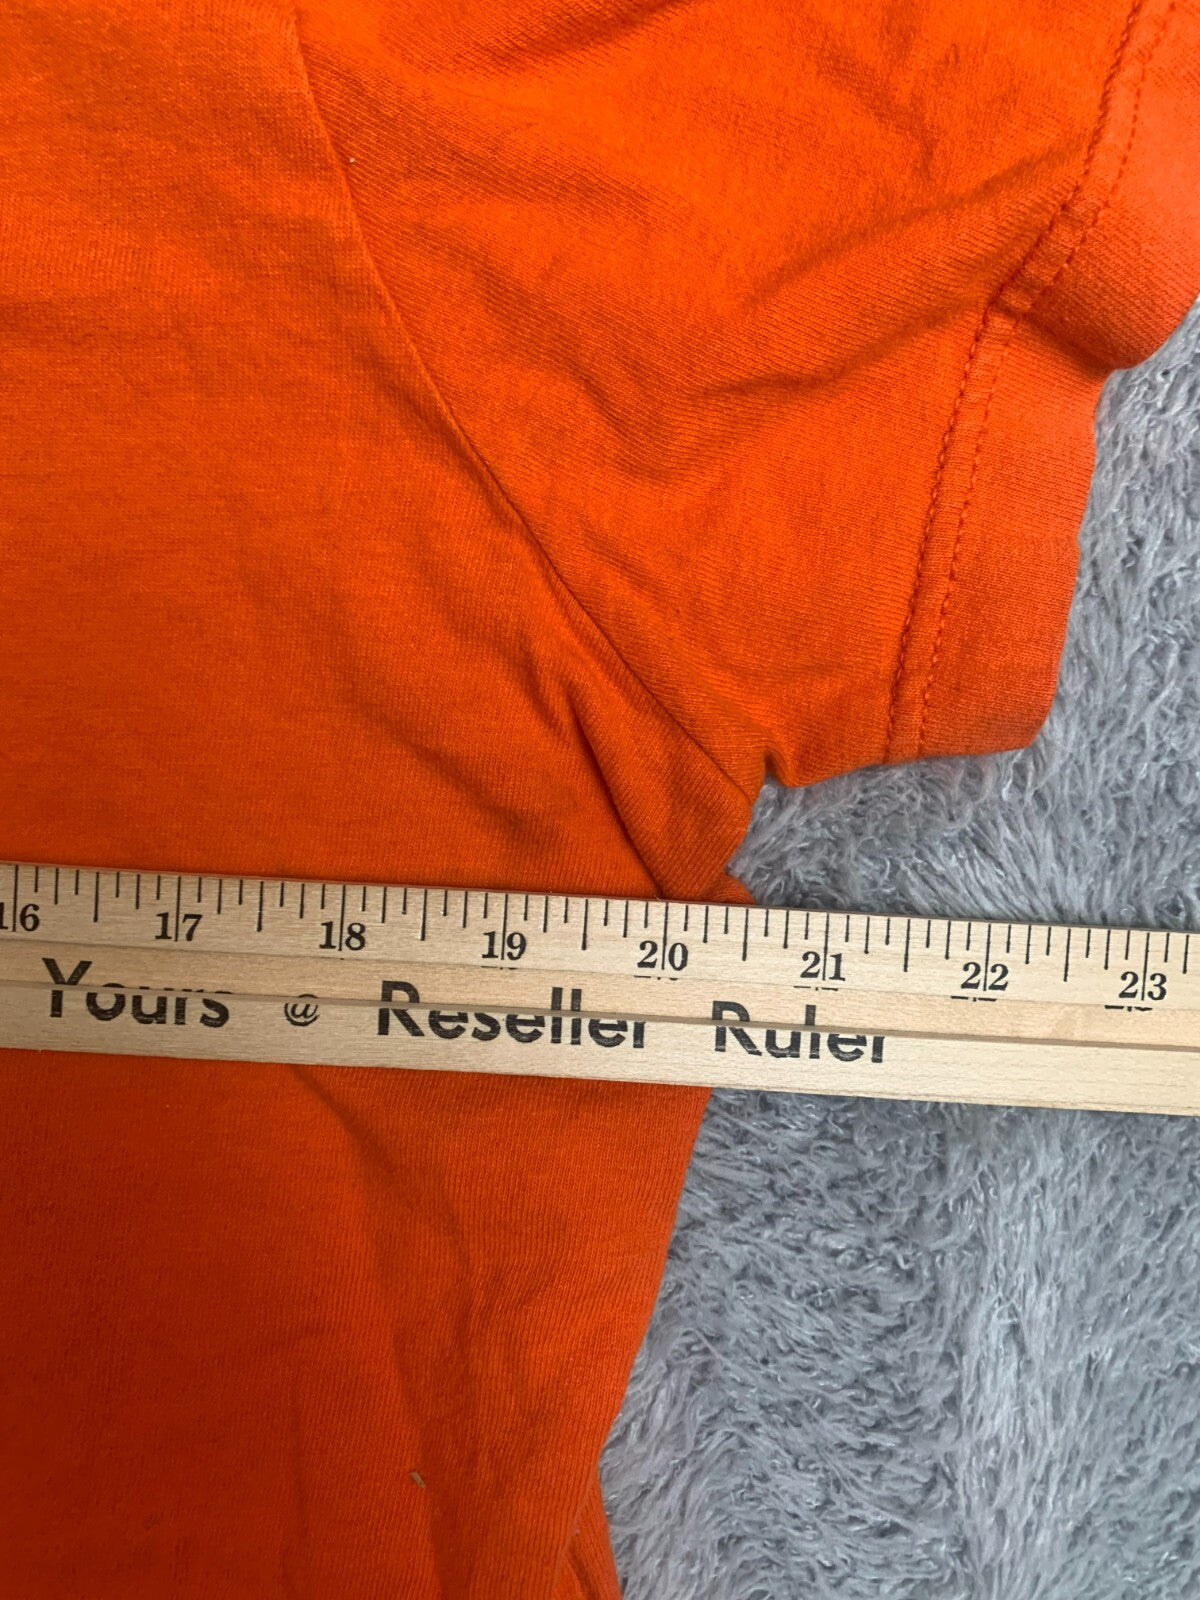 16 17 18 19 20 21 22 23
Yours @ Reseller Ruler